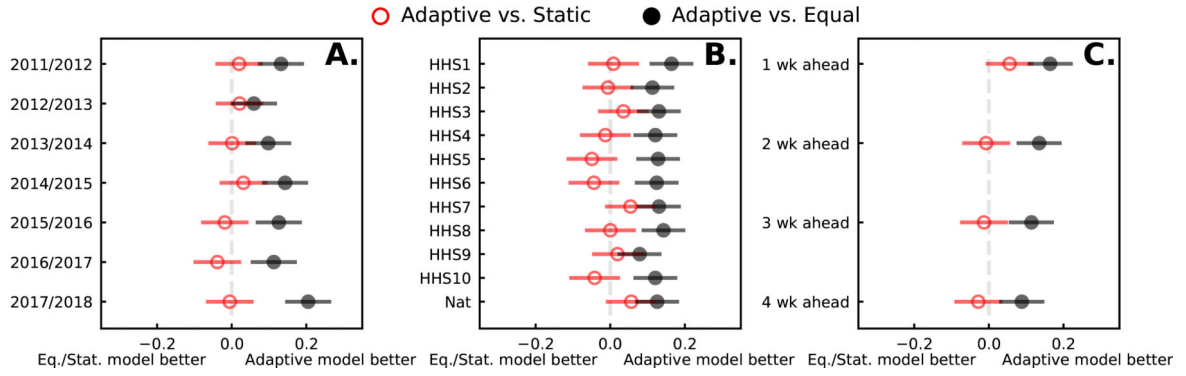 Adaptive vs. Static Adaptive vs. Equal
A.
2011/2012
2012/2013
2013/2014
2014/2015
2015/2016
2016/2017
2017/2018
−0.2 0.0 0.2
Eq./Stat. model better Adaptive model better
B.
HHS1
HHS2
HHS3
HHS4
HHS5
HHS6
HHS7
HHS8
HHS9
HHS10
Nat
−0.2 0.0 0.2
Eq./Stat. model better Adaptive model better
C.
1 wk ahead
2 wk ahead
3 wk ahead
4 wk ahead
−0.2 0.0 0.2
Eq./Stat. model better Adaptive model better